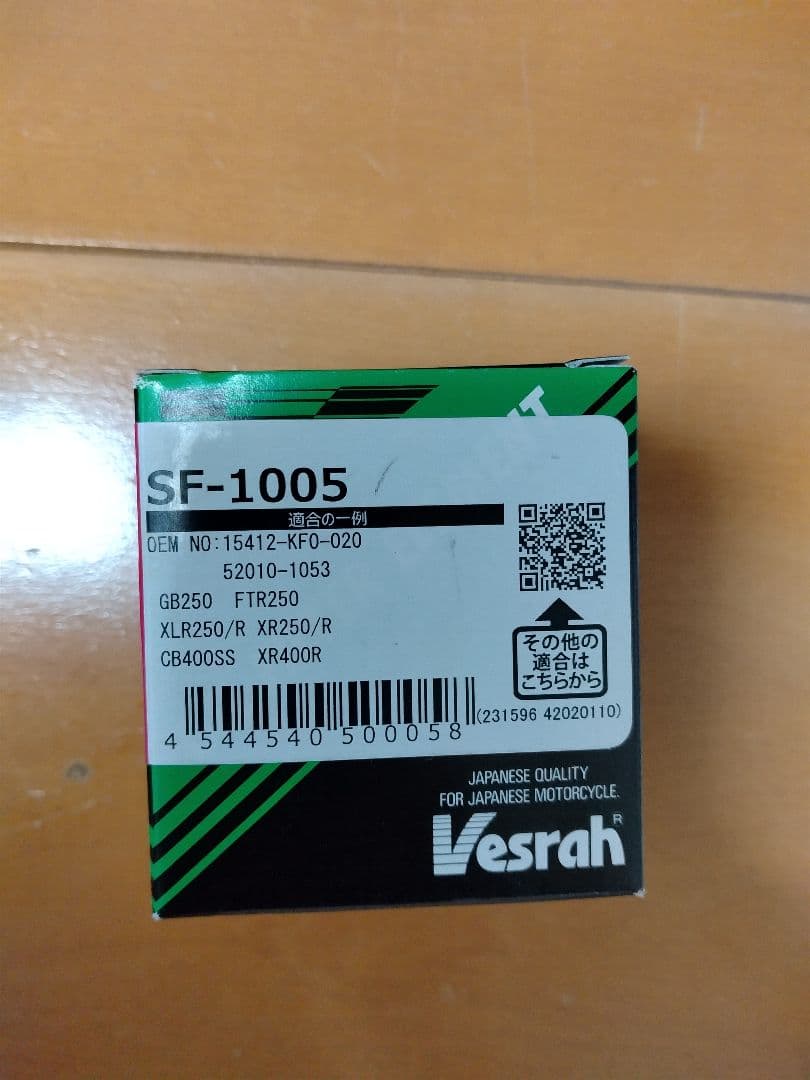 SF-1005
適合の一例
OEM NO:15412-KF0-020
52010-1053
GB250 FTR250
XLR250/R XR250/R
CB400SS XR400R
その他の
適合は
こちらから
4 544540 500058
(231596 42020110)
JAPANESE QUALITY
FOR JAPANESE MOTORCYCLE.
Vesrah R